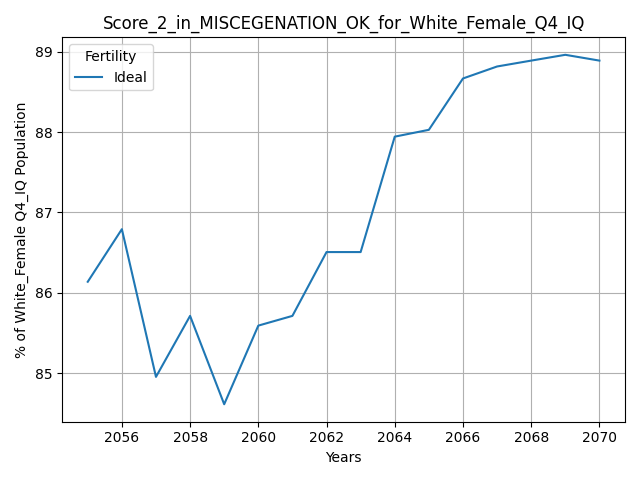 Score_2_in_MISCEGENATION_OK_for_White_Female_Q4_IQ
Fertility
Ideal
% of White_Female Q4_IQ Population
89
88
87
86
85
2056 2058 2060 2062 2064 2066 2068 2070
Years